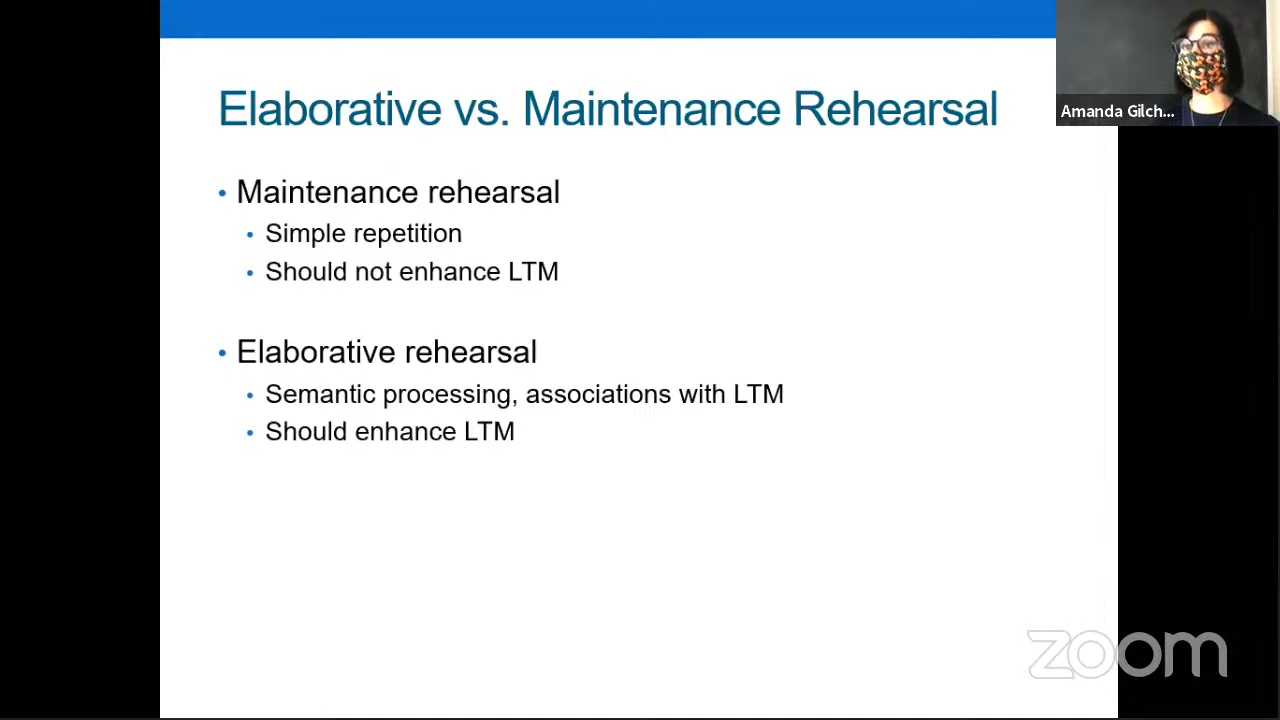 Elaborative vs. Maintenance Rehearsal
Amanda Gilch...
• Maintenance rehearsal
• Simple repetition
• Should not enhance LTM
• Elaborative rehearsal
• Semantic processing, associations with LTM
• Should enhance LTM
zoom